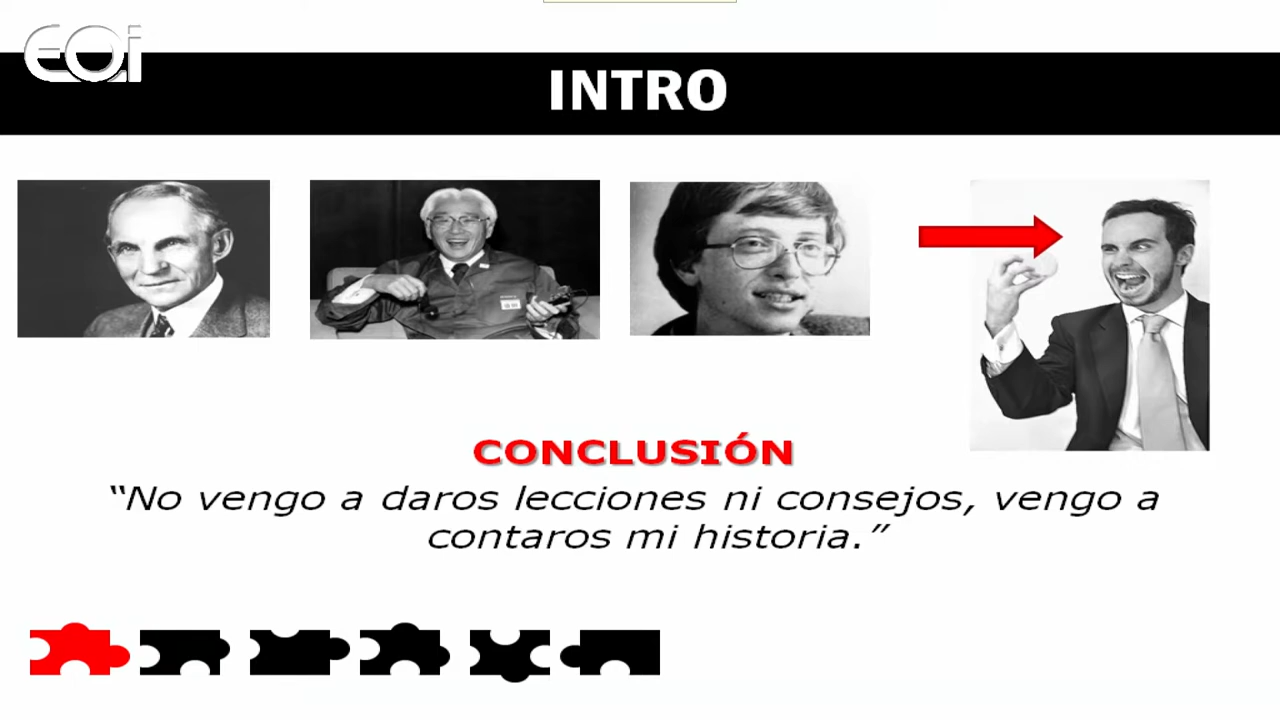 EOi
INTRO
CONCLUSIÓN
“No vengo a daros lecciones ni consejos, vengo a
contaros mi historia.”